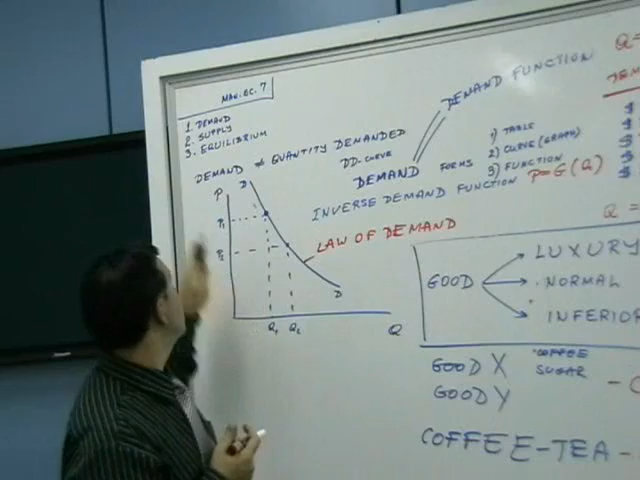 MAN. EC. 7
1. DEMAND
2. SUPPLY
3. EQUILIBRIUM
DEMAND ≠ QUANTITY DEMANDED
DD-CURVE
DEMAND FUNCTION
DEMAND FORMS
1) TABLE
2) CURVE (GRAPH)
3) FUNCTION
INVERSE DEMAND FUNCTION P=G(Q)
Q=
Q=
P
D
P1
P2
LAW OF DEMAND
D
Q1 Q2 Q
GOOD
LUXURY
NORMAL
INFERIOR
GOOD X COFFEE
SUGAR
GOOD Y
COFFEE-TEA-